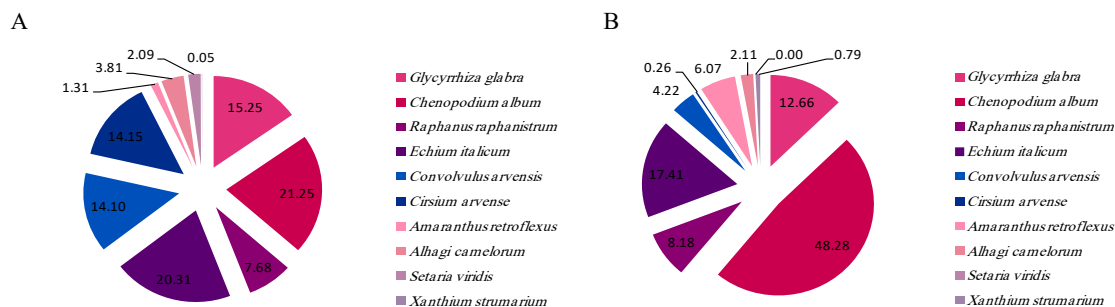 A
B
2.09
0.05
3.81
1.31
15.25
14.15
21.25
14.10
7.68
20.31
Glycyrrhiza glabra
Chenopodium album
Raphanus raphanistrum
Echium italicum
Convolvulus arvensis
Cirsium arvense
Amaranthus retroflexus
Alhagi camelorum
Setaria viridis
Xanthium strumarium
2.11
0.00
0.79
6.07
0.26
4.22
12.66
17.41
8.18
48.28
Glycyrrhiza glabra
Chenopodium album
Raphanus raphanistrum
Echium italicum
Convolvulus arvensis
Cirsium arvense
Amaranthus retroflexus
Alhagi camelorum
Setaria viridis
Xanthium strumarium